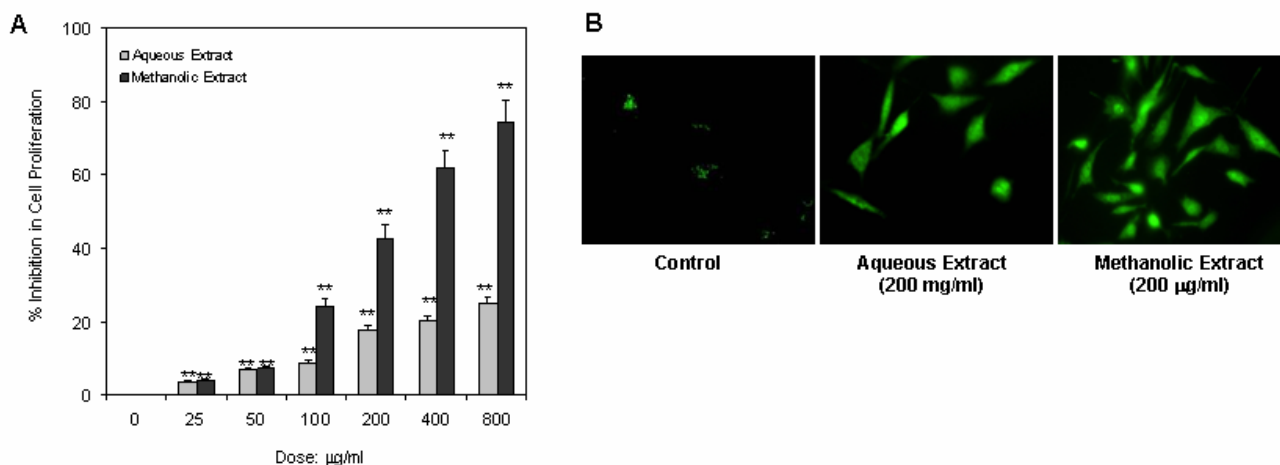 A
100
80
60
40
20
0
% Inhibition in Cell Proliferation
Aqueous Extract
Methanolic Extract
** ** ** ** ** ** ** ** ** ** ** **
0 25 50 100 200 400 800
Dose: µg/ml
B
Control
Aqueous Extract
(200 mg/ml)
Methanolic Extract
(200 µg/ml)